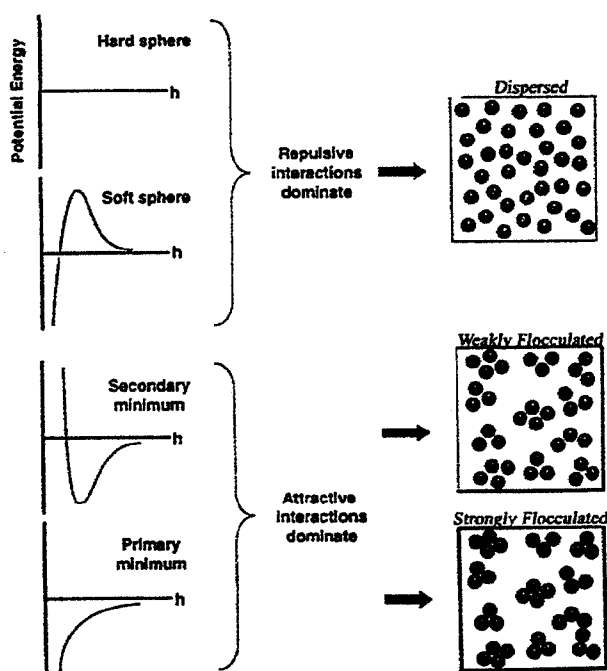 Potential Energy
Hard sphere
h
Soft sphere
h
Repulsive
interactions
dominate
Dispersed
Secondary
minimum
h
Primary
minimum
h
Attractive
interactions
dominate
Weakly Flocculated
Strongly Flocculated